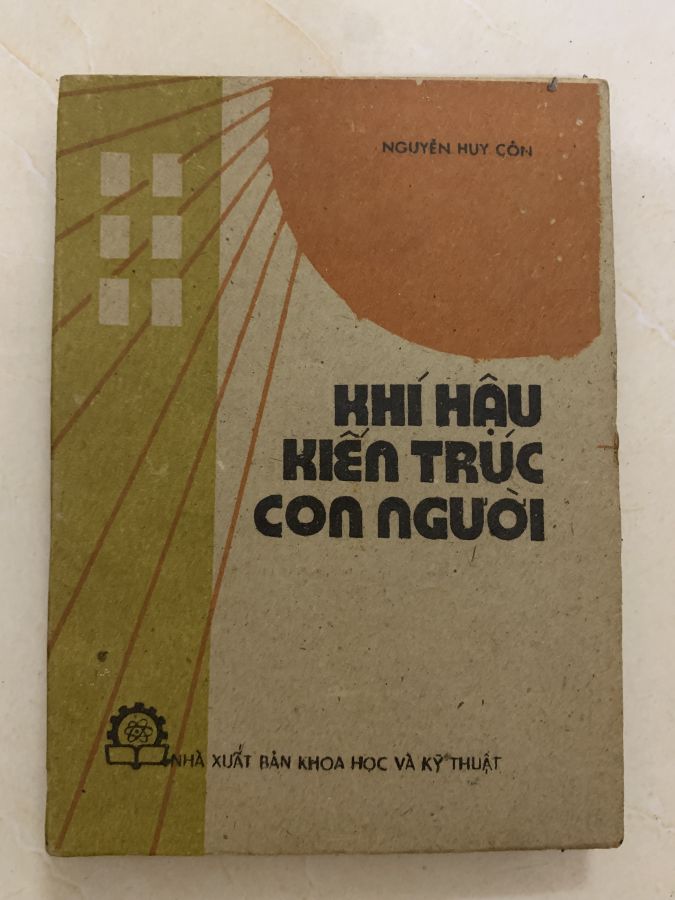 NGUYỄN HUY CÔN
KHÍ HẬU
KIẾN TRÚC
CON NGƯỜI
NHÀ XUẤT BẢN KHOA HỌC VÀ KỸ THUẬT